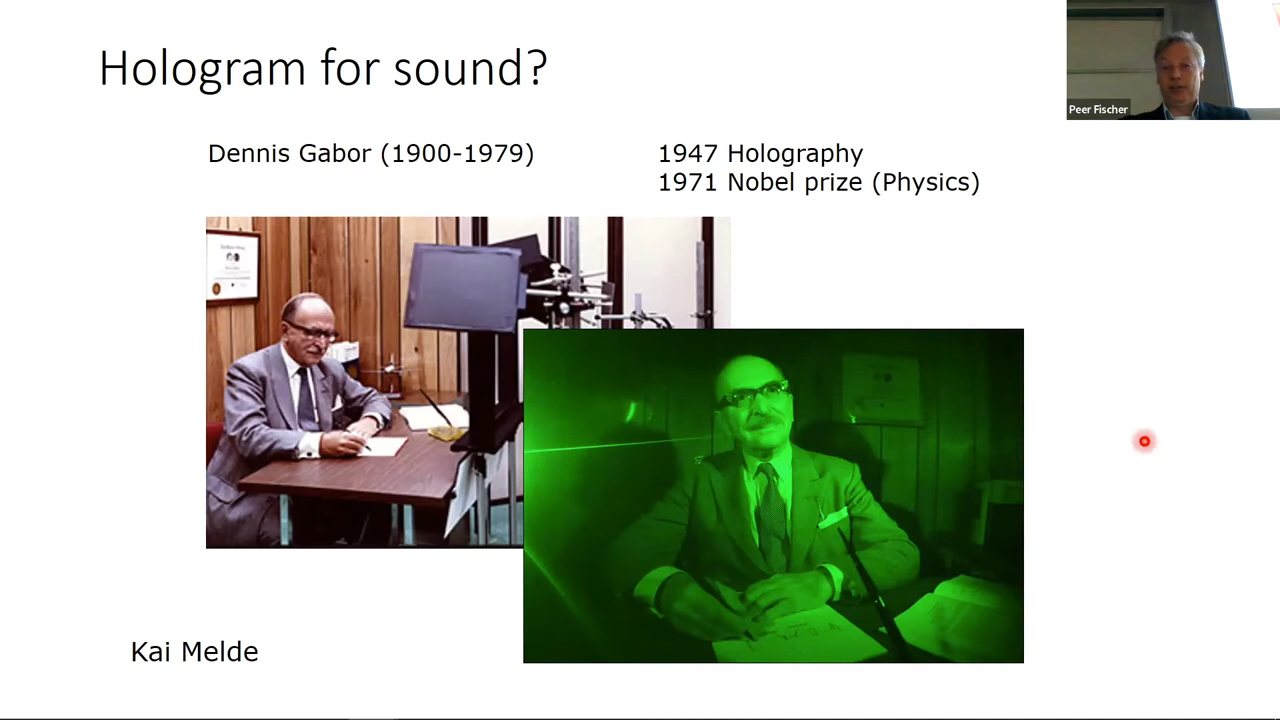 Hologram for sound?
Peer Fischer
Dennis Gabor (1900-1979)
1947 Holography
1971 Nobel prize (Physics)
Kai Melde